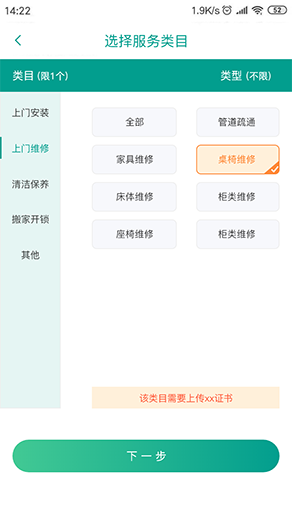 14:22 1.9K/s 4G 52
选择服务类目
类目 (限1个) 类型 (不限)
上门安装
上门维修
清洁保养
搬家开锁
其他
全部 管道疏通
家具维修 桌椅维修
床体维修 柜类维修
座椅维修 柜类维修
该类目需要上传xx证书
下一步